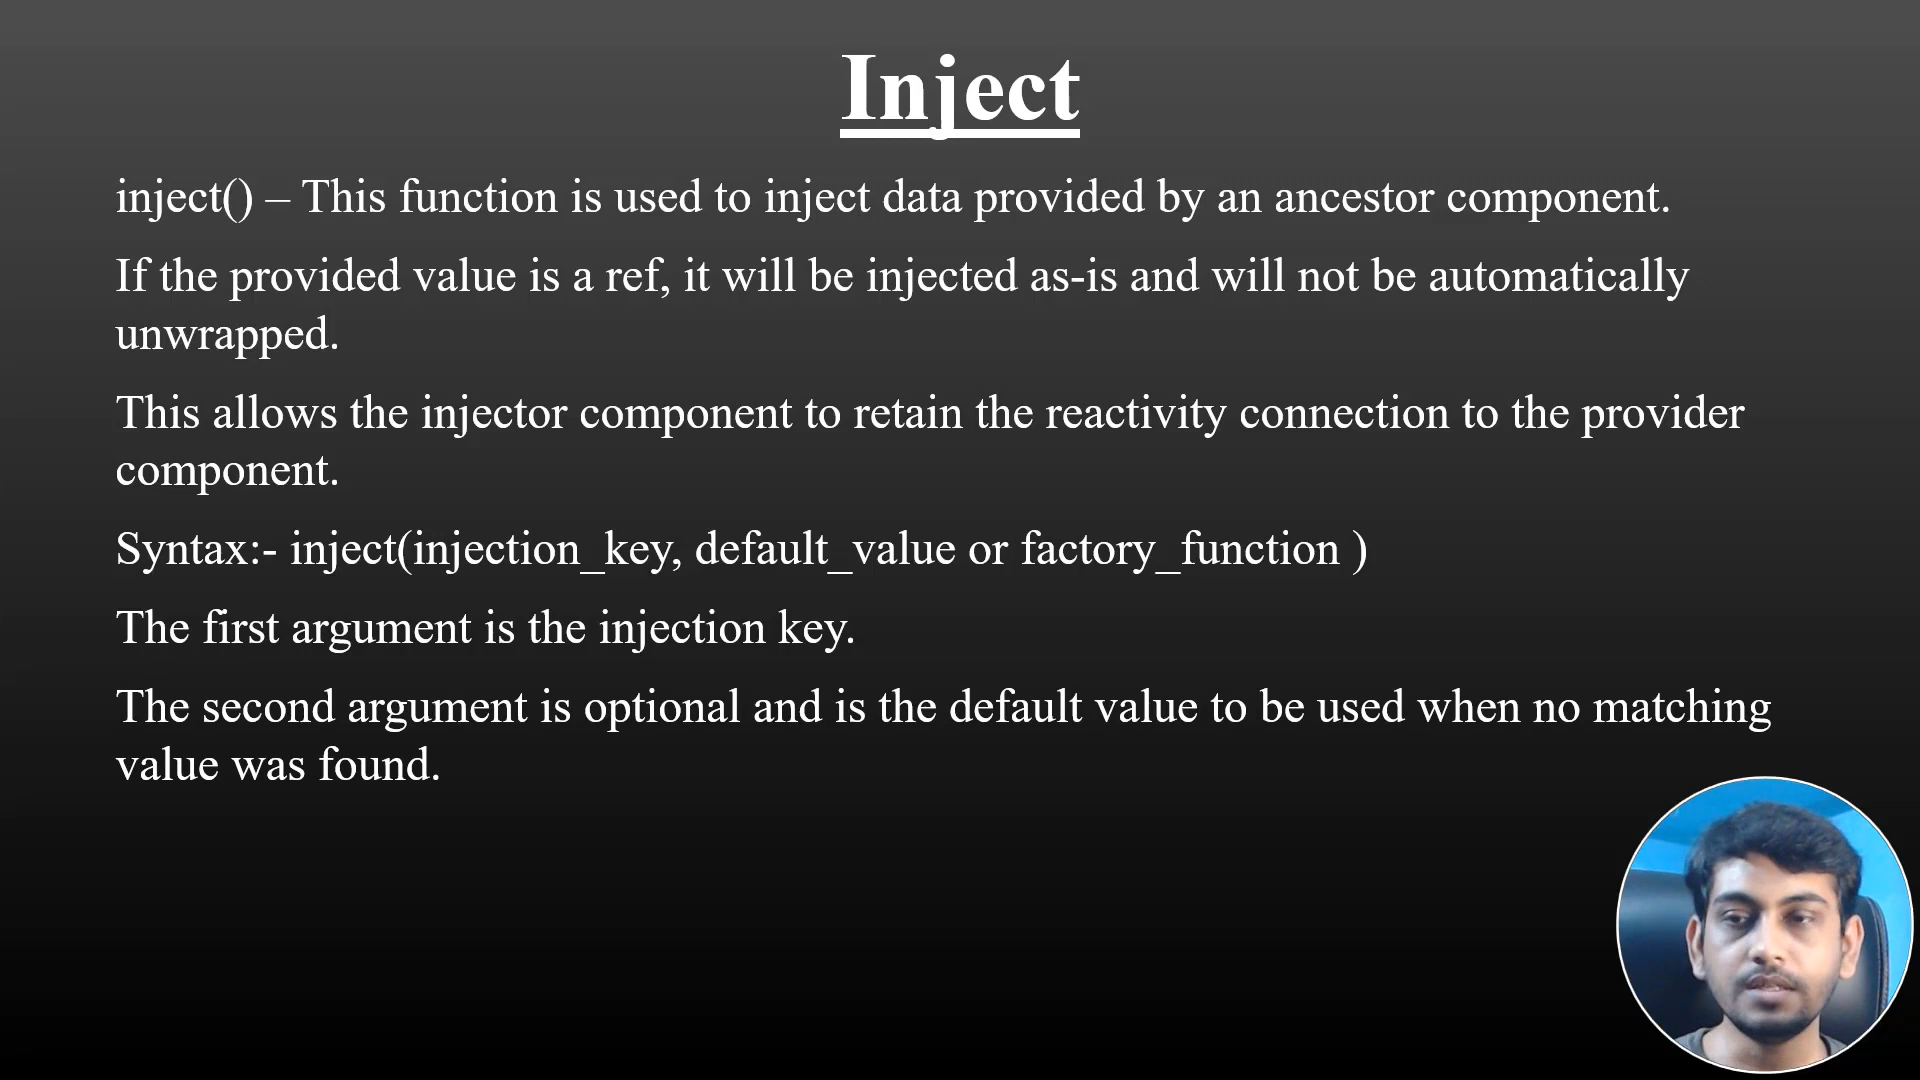 Inject
inject() – This function is used to inject data provided by an ancestor component.
If the provided value is a ref, it will be injected as-is and will not be automatically
unwrapped.
This allows the injector component to retain the reactivity connection to the provider
component.
Syntax:- inject(injection_key, default_value or factory_function )
The first argument is the injection key.
The second argument is optional and is the default value to be used when no matching
value was found.